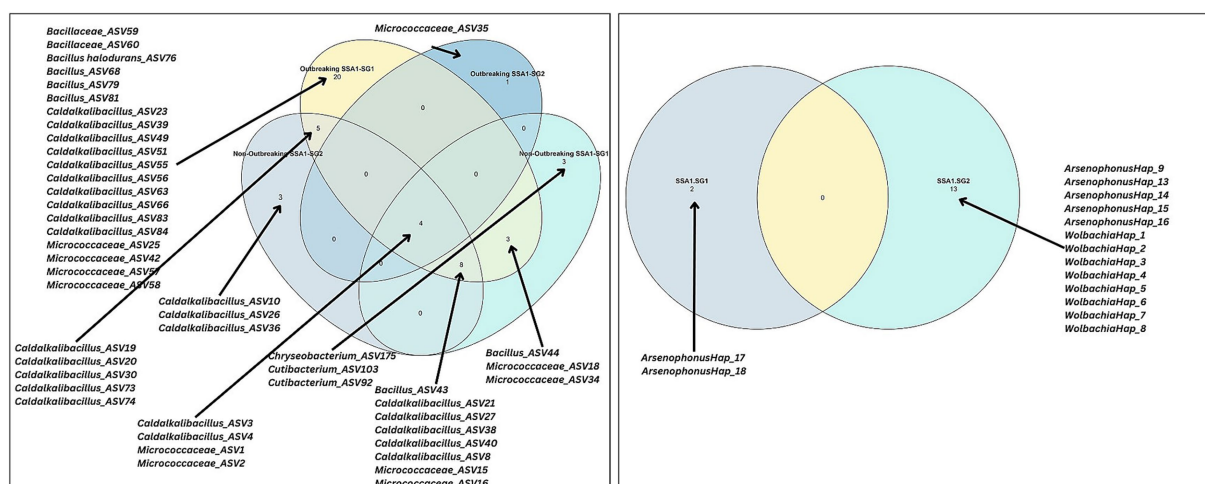 Bacillaceae_ASV59
Bacillaceae_ASV60
Bacillus halodurans_ASV76
Bacillus_ASV68
Bacillus_ASV79
Bacillus_ASV81
Caldalkalibacillus_ASV23
Caldalkalibacillus_ASV39
Caldalkalibacillus_ASV49
Caldalkalibacillus_ASV51
Caldalkalibacillus_ASV55
Caldalkalibacillus_ASV56
Caldalkalibacillus_ASV63
Caldalkalibacillus_ASV66
Caldalkalibacillus_ASV83
Caldalkalibacillus_ASV84
Micrococcaceae_ASV25
Micrococcaceae_ASV42
Micrococcaceae_ASV57
Micrococcaceae_ASV58
Micrococcaceae_ASV35
Outbreaking SSA1-SG1
20
Outbreaking SSA1-SG2
1
0
5
0
Non-Outbreaking SSA1-SG2
3
Non-Outbreaking SSA1-SG1
3
0
0
4
0
0
8
3
0
Caldalkalibacillus_ASV10
Caldalkalibacillus_ASV26
Caldalkalibacillus_ASV36
Caldalkalibacillus_ASV19
Caldalkalibacillus_ASV20
Caldalkalibacillus_ASV30
Caldalkalibacillus_ASV73
Caldalkalibacillus_ASV74
Chryseobacterium_ASV175
Cutibacterium_ASV103
Cutibacterium_ASV92
Bacillus_ASV44
Micrococcaceae_ASV18
Micrococcaceae_ASV34
Caldalkalibacillus_ASV3
Caldalkalibacillus_ASV4
Micrococcaceae_ASV1
Micrococcaceae_ASV2
Bacillus_ASV43
Caldalkalibacillus_ASV21
Caldalkalibacillus_ASV27
Caldalkalibacillus_ASV38
Caldalkalibacillus_ASV40
Caldalkalibacillus_ASV8
Micrococcaceae_ASV15
Micrococcaceae_ASV16
SSA1.SG1
2
0
SSA1.SG2
13
ArsenophonusHap_9
ArsenophonusHap_13
ArsenophonusHap_14
ArsenophonusHap_15
ArsenophonusHap_16
WolbachiaHap_1
WolbachiaHap_2
WolbachiaHap_3
WolbachiaHap_4
WolbachiaHap_5
WolbachiaHap_6
WolbachiaHap_7
WolbachiaHap_8
ArsenophonusHap_17
ArsenophonusHap_18